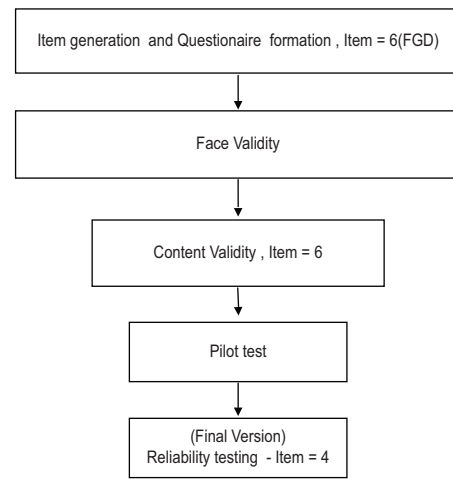 Item generation and Questionaire formation , Item = 6(FGD)
Face Validity
Content Validity , Item = 6
Pilot test
(Final Version)
Reliability testing - Item = 4